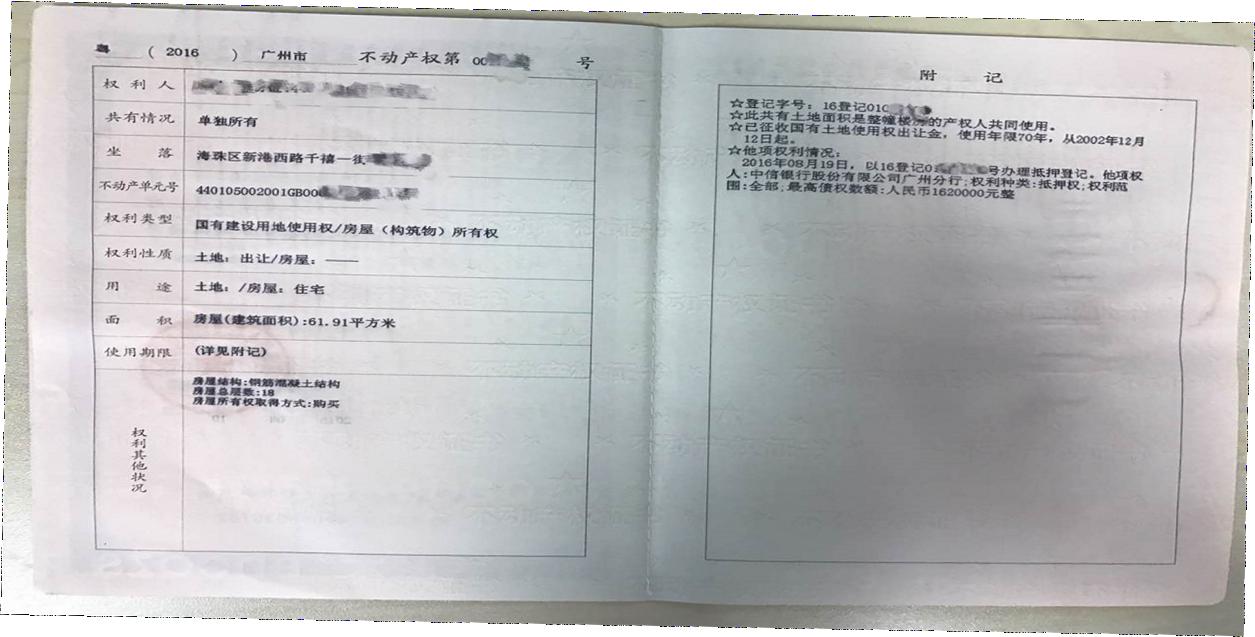 粤 ( 2016 ) 广州市 不动产权第 00 号
权利人
共有情况 单独所有
坐落 海珠区新港西路千禧一街
不动产单元号 440105002001GB000
权利类型 国有建设用地使用权/房屋（构筑物）所有权
权利性质 土地：出让/房屋：——
用途 土地：/房屋：住宅
面积 房屋(建筑面积):61.91平方米
使用期限 (详见附记)
权利其他状况
房屋结构:钢筋混凝土结构
房屋总层数:18
房屋所有权取得方式:购买
附记
☆登记字号：16登记010
☆此共有土地面积是整幢楼房的产权人共同使用。
☆已征收国有土地使用权出让金，使用年限70年，从2002年12月
12日起。
☆他项权利情况：
2016年08月19日，以16登记01 号办理抵押登记。他项权
人:中信银行股份有限公司广州分行;权利种类:抵押权;权利范
围:全部;最高债权数额:人民币1620000元整